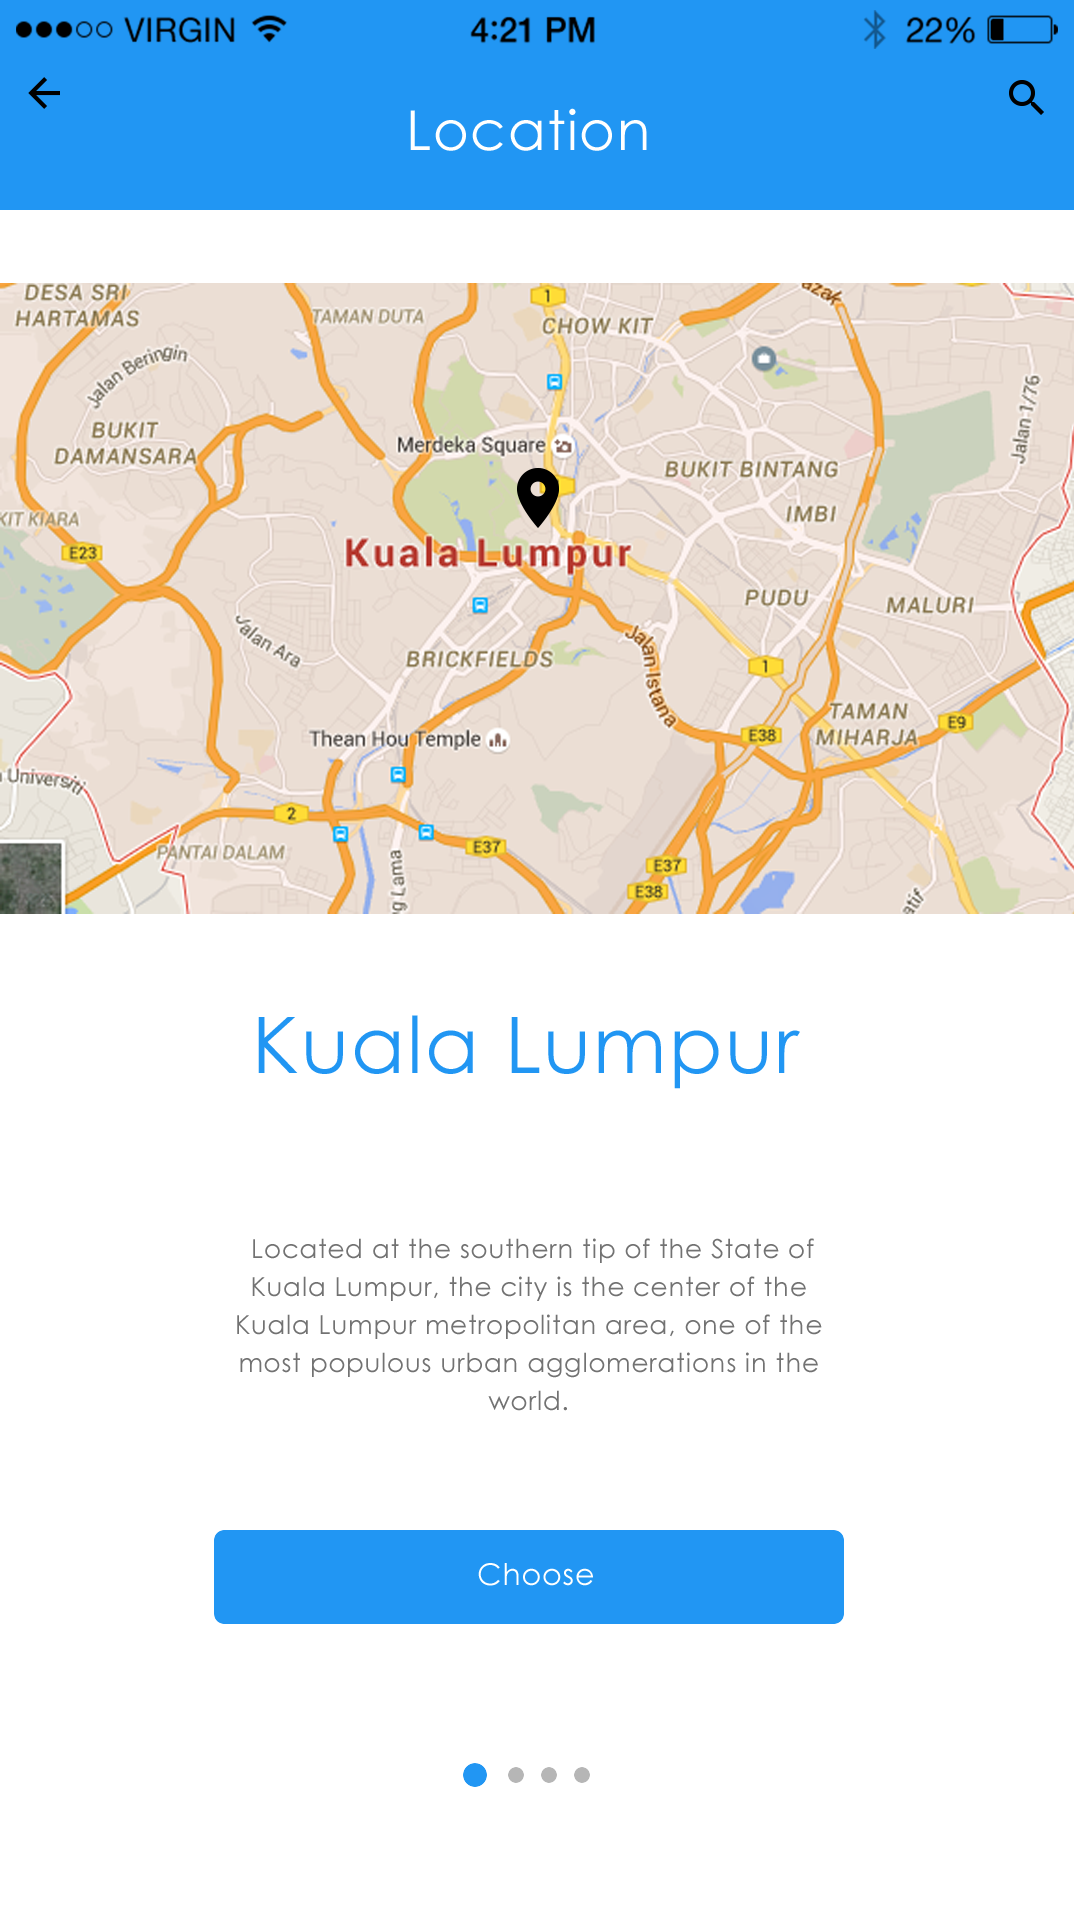 VIRGIN 4:21 PM 22%
Location
DESA SRI
HARTAMAS
TAMAN DUTA
1
CHOW KIT
azak
Jalan Beringin
Jalan 1/76
BUKIT
DAMANSARA
Merdeka Square
BUKIT BINTANG
IMBI
KIT KIARA
E23
Kuala Lumpur
PUDU
MALURI
Jalan Ara
BRICKFIELDS
Jalan Istana
1
TAMAN
MIHARJA
E9
E38
Thean Hou Temple
Universiti
2
PANTAI DALAM
E37
g Lama
E37
E38
atif
Kuala Lumpur
Located at the southern tip of the State of
Kuala Lumpur, the city is the center of the
Kuala Lumpur metropolitan area, one of the
most populous urban agglomerations in the
world.
Choose